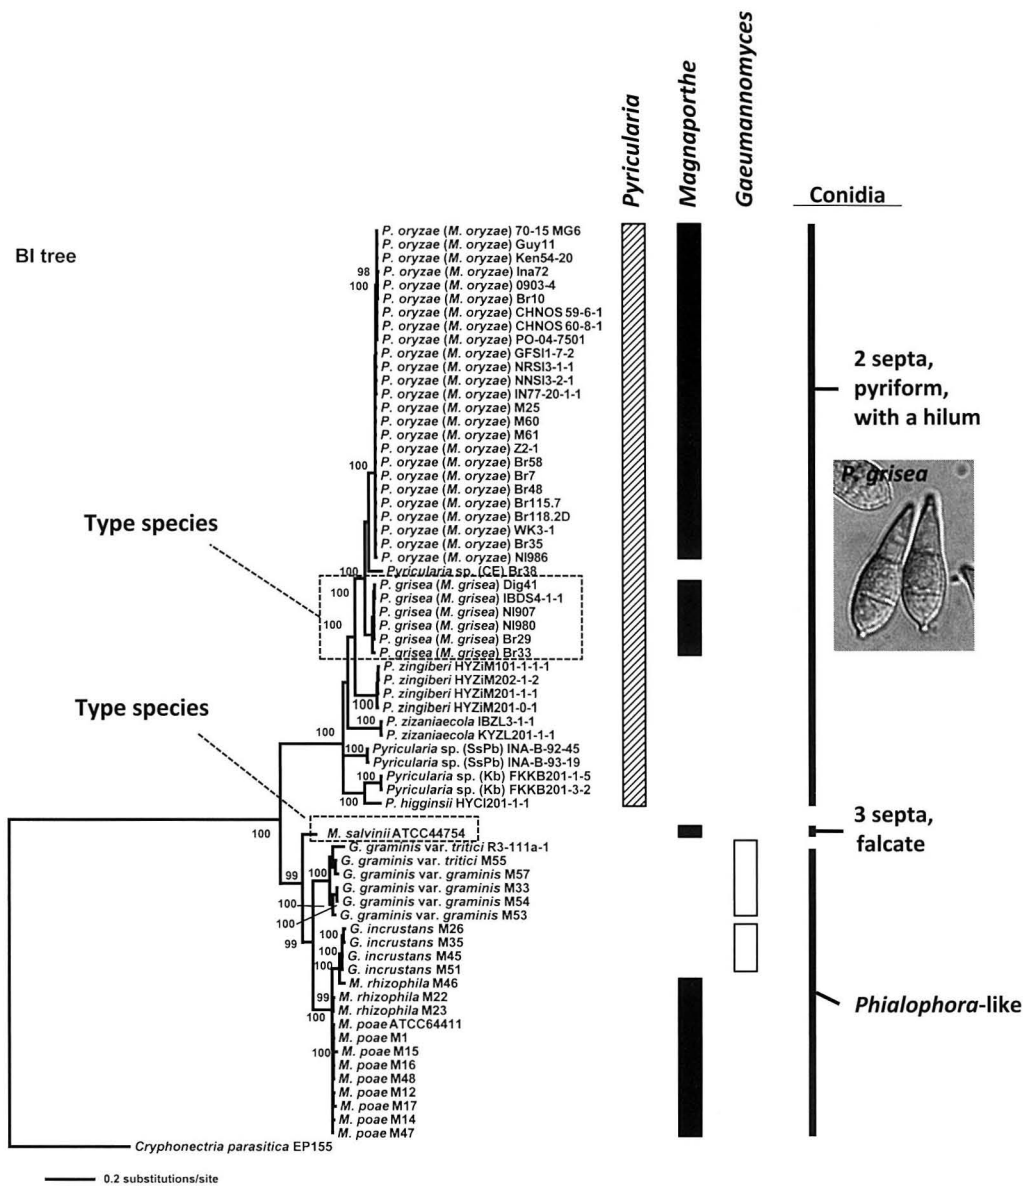 Pyricularia
Magnaporthe
Gaeumannomyces
Conidia
BI tree
P. oryzae (M. oryzae) 70-15 MG6
P. oryzae (M. oryzae) Guy11
P. oryzae (M. oryzae) Ken54-20
98
P. oryzae (M. oryzae) Ina72
100
P. oryzae (M. oryzae) 0903-4
P. oryzae (M. oryzae) Br10
P. oryzae (M. oryzae) CHNOS 59-6-1
P. oryzae (M. oryzae) CHNOS 60-8-1
P. oryzae (M. oryzae) PO-04-7501
P. oryzae (M. oryzae) GFSI1-7-2
P. oryzae (M. oryzae) NRSI3-1-1
P. oryzae (M. oryzae) NNSI3-2-1
P. oryzae (M. oryzae) IN77-20-1-1
P. oryzae (M. oryzae) M25
P. oryzae (M. oryzae) M60
P. oryzae (M. oryzae) M61
P. oryzae (M. oryzae) Z2-1
100
P. oryzae (M. oryzae) Br58
P. oryzae (M. oryzae) Br7
P. oryzae (M. oryzae) Br48
P. oryzae (M. oryzae) Br115.7
P. oryzae (M. oryzae) Br118.2D
P. oryzae (M. oryzae) WK3-1
P. oryzae (M. oryzae) Br35
P. oryzae (M. oryzae) NI986
2 septa,
pyriform,
with a hilum
P. grisea
Type species
100
Pyricularia sp. (CE) Br38
100
P. grisea (M. grisea) Dig41
P. grisea (M. grisea) IBDS4-1-1
P. grisea (M. grisea) NI907
100
P. grisea (M. grisea) NI980
P. grisea (M. grisea) Br29
P. grisea (M. grisea) Br33
P. zingiberi HYZiM101-1-1-1
P. zingiberi HYZiM202-1-2
P. zingiberi HYZiM201-1-1
100
P. zingiberi HYZiM201-0-1
Type species
100
P. zizaniaecola IBZL3-1-1
P. zizaniaecola KYZL201-1-1
100
100
Pyricularia sp. (SsPb) INA-B-92-45
Pyricularia sp. (SsPb) INA-B-93-19
100
Pyricularia sp. (Kb) FKKB201-1-5
Pyricularia sp. (Kb) FKKB201-3-2
100
P. higginsii HYCI201-1-1
100
M. salvinii ATCC44754
3 septa,
falcate
G. graminis var. tritici R3-111a-1
G. graminis var. tritici M55
99
100
G. graminis var. graminis M57
G. graminis var. graminis M33
100
G. graminis var. graminis M54
100
G. graminis var. graminis M53
100
G. incrustans M26
99
G. incrustans M35
100
G. incrustans M45
100
G. incrustans M51
M. rhizophila M46
99
M. rhizophila M22
M. rhizophila M23
100
M. poae ATCC64411
M. poae M1
100
M. poae M15
M. poae M16
M. poae M48
M. poae M12
M. poae M17
M. poae M14
M. poae M47
Phialophora-like
Cryphonectria parasitica EP155
0.2 substitutions/site